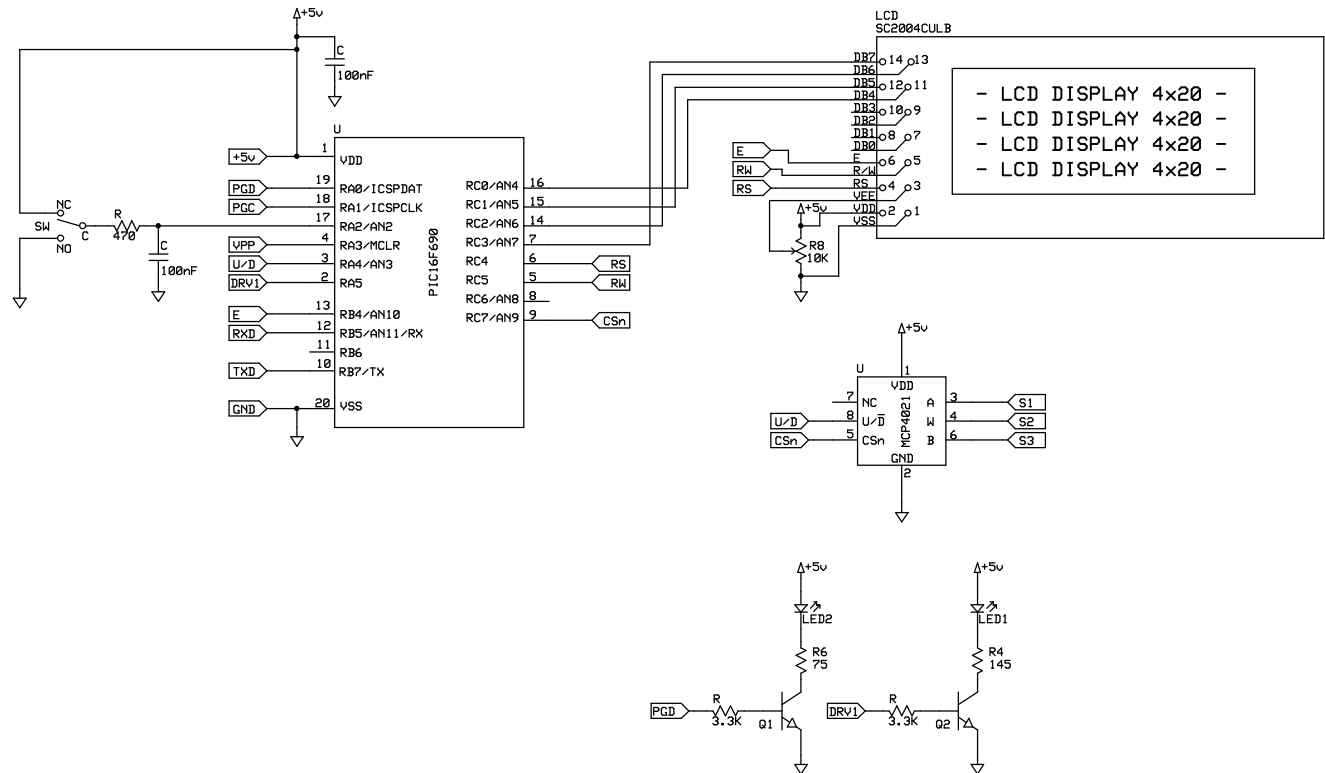 +5v
C
100nF
LCD
SC2004CULB
DB7 14 13
DB6
DB5 12 11
DB4
DB3 10 9
DB2
DB1 8 7
DB0
E 6 5
R/W
RS 4 3
VEE
VDD 2 1
VSS
- LCD DISPLAY 4x20 -
- LCD DISPLAY 4x20 -
- LCD DISPLAY 4x20 -
- LCD DISPLAY 4x20 -
E
RW
RS
+5v
R8
10K
U
PIC16F690
+5v 1 VDD
PGD 19 RA0/ICSPDAT
PGC 18 RA1/ICSPCLK
17 RA2/AN2
VPP 4 RA3/MCLR
U/D 3 RA4/AN3
DRV1 2 RA5
E 13 RB4/AN10
RXD 12 RB5/AN11/RX
11 RB6
TXD 10 RB7/TX
GND 20 VSS
RC0/AN4 16
RC1/AN5 15
RC2/AN6 14
RC3/AN7 7
RC4 6 RS
RC5 5 RW
RC6/AN8 8
RC7/AN9 9 CSn
NC
SW C
NO
R
470
C
100nF
+5v
U 1
VDD
MCP4021
7 NC
U/D 8 U/D
CSn 5 CSn
A 3 S1
W 4 S2
B 6 S3
GND
2
+5v
LED2
R6
75
PGD R
3.3K
Q1
+5v
LED1
R4
145
DRV1 R
3.3K
Q2